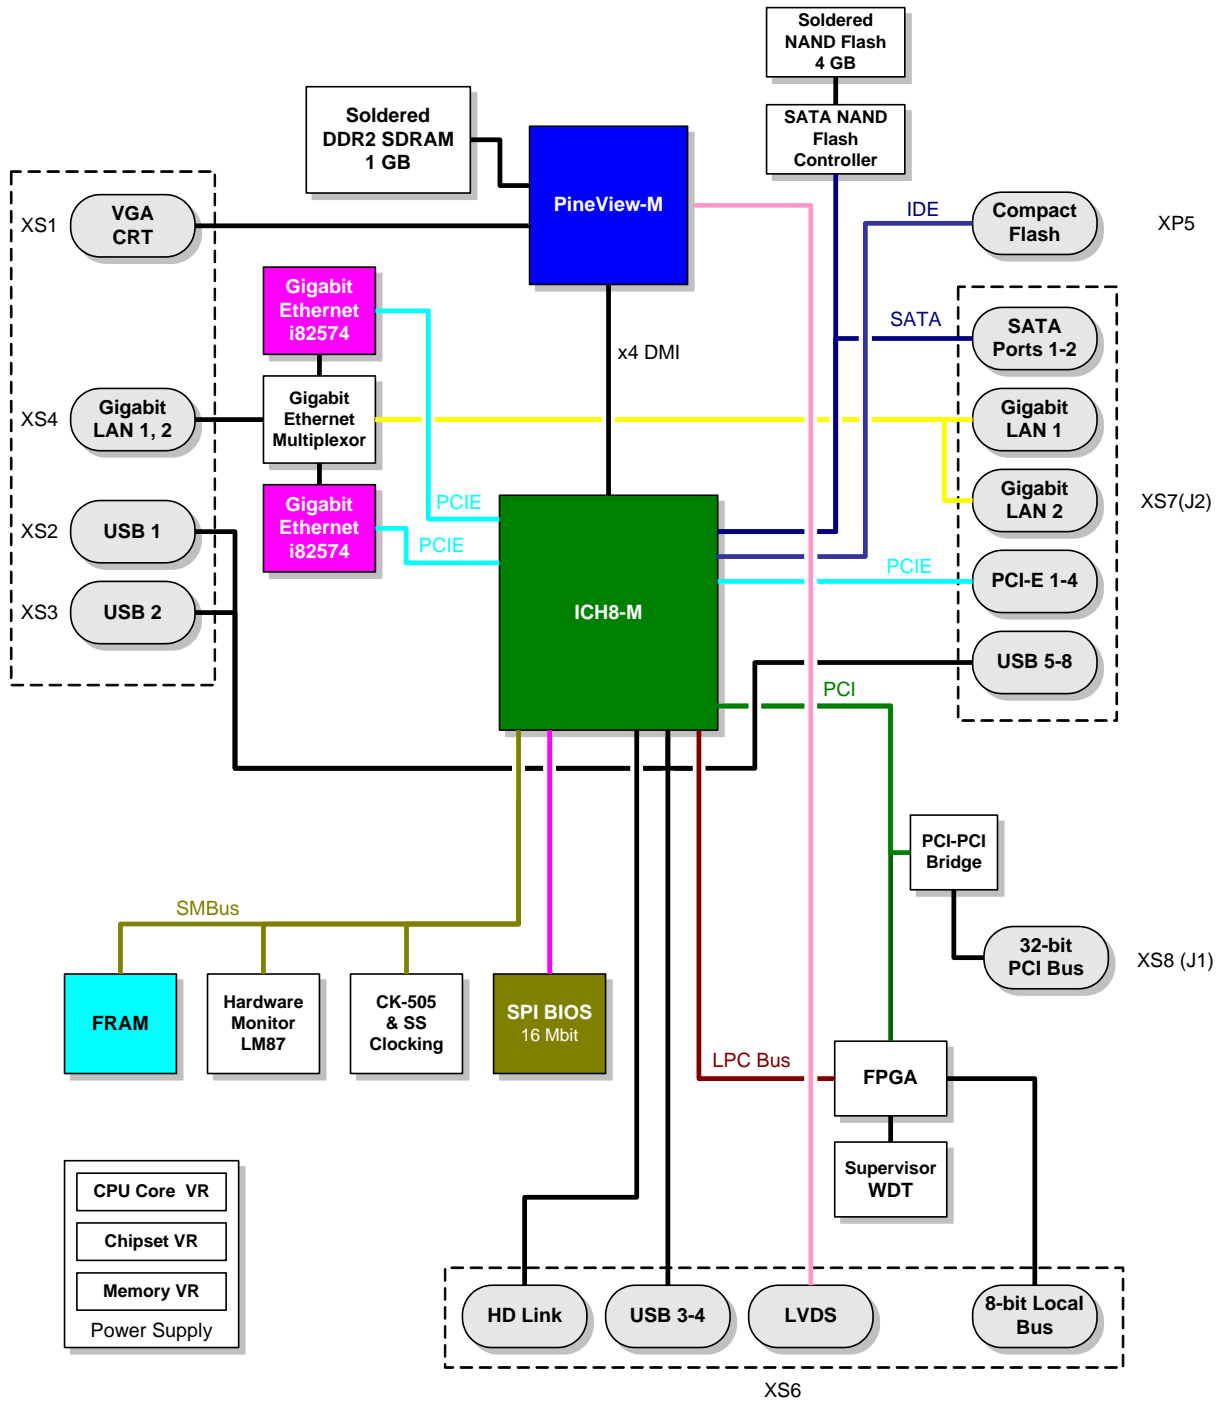 Soldered
NAND Flash
4 GB
SATA NAND
Flash
Controller
Soldered
DDR2 SDRAM
1 GB
PineView-M
XS1
VGA
CRT
IDE
Compact
Flash
XP5
Gigabit
Ethernet
i82574
SATA
SATA
Ports 1-2
x4 DMI
XS4
Gigabit
LAN 1, 2
Gigabit
Ethernet
Multiplexor
Gigabit
LAN 1
Gigabit
LAN 2
XS7(J2)
PCIE
Gigabit
Ethernet
i82574
PCIE
XS2
USB 1
PCIE
PCI-E 1-4
XS3
USB 2
ICH8-M
USB 5-8
PCI
PCI-PCI
Bridge
SMBus
32-bit
PCI Bus
XS8 (J1)
FRAM
Hardware
Monitor
LM87
CK-505
& SS
Clocking
SPI BIOS
16 Mbit
LPC Bus
FPGA
Supervisor
WDT
CPU Core VR
Chipset VR
Memory VR
Power Supply
HD Link
USB 3-4
LVDS
8-bit Local
Bus
XS6